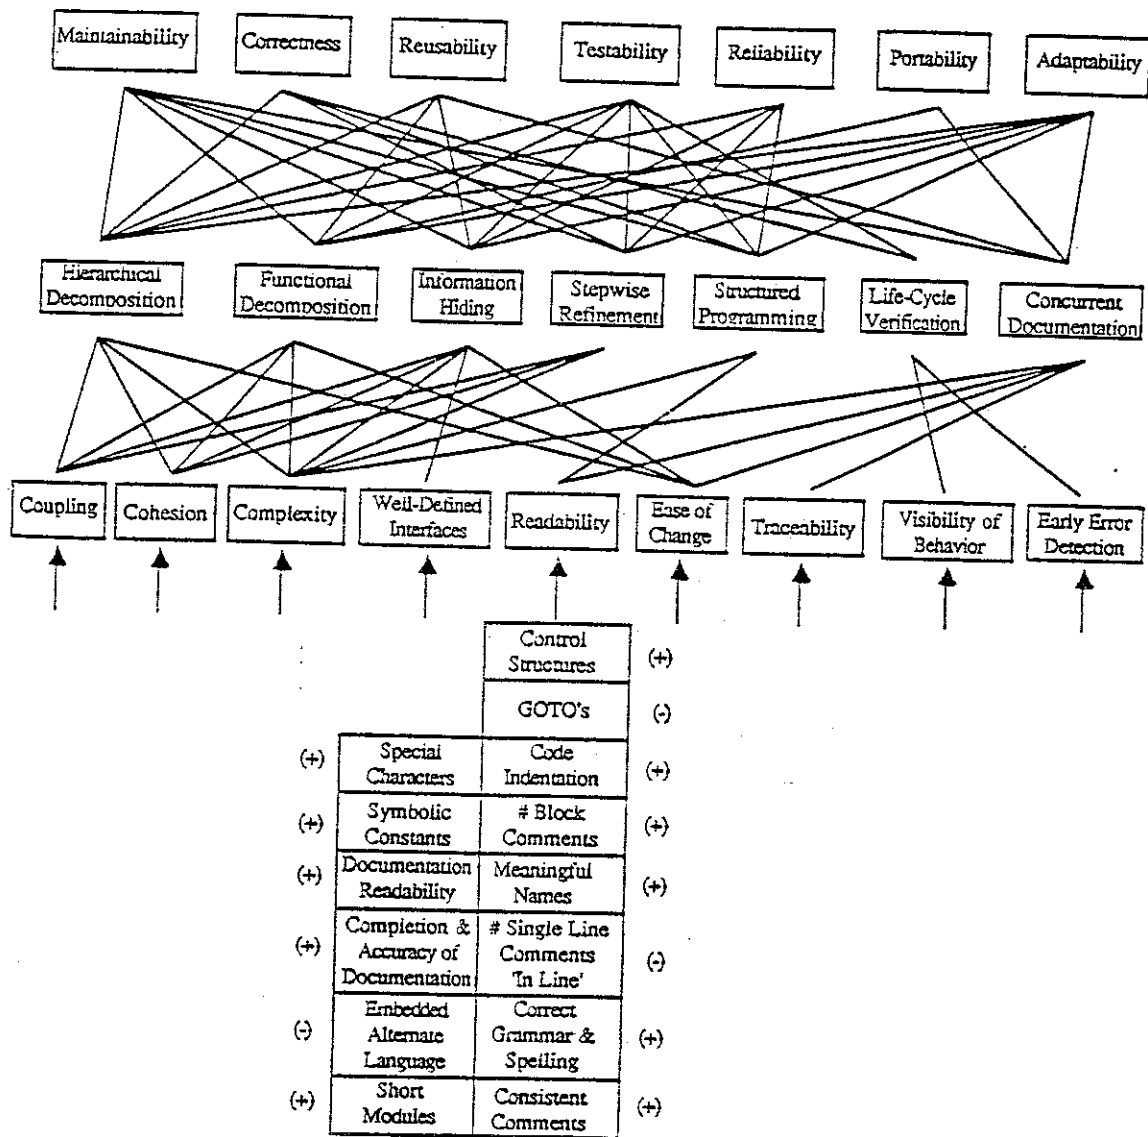 Maintainability
Correctness
Reusability
Testability
Reliability
Portability
Adaptability
Hierarchical
Decomposition
Functional
Decomposition
Information
Hiding
Stepwise
Refinement
Structured
Programming
Life-Cycle
Verification
Concurrent
Documentation
Coupling
Cohesion
Complexity
Well-Defined
Interfaces
Readability
Ease of
Change
Traceability
Visibility of
Behavior
Early Error
Detection
Control
Structures
(+)
GOTO's
(-)
(+)
Special
Characters
Code
Indentation
(+)
(+)
Symbolic
Constants
# Block
Comments
(+)
(+)
Documentation
Readability
Meaningful
Names
(+)
(+)
Completion &
Accuracy of
Documentation
# Single Line
Comments
'In Line'
(-)
(-)
Embedded
Alternate
Language
Correct
Grammar &
Spelling
(+)
(+)
Short
Modules
Consistent
Comments
(+)